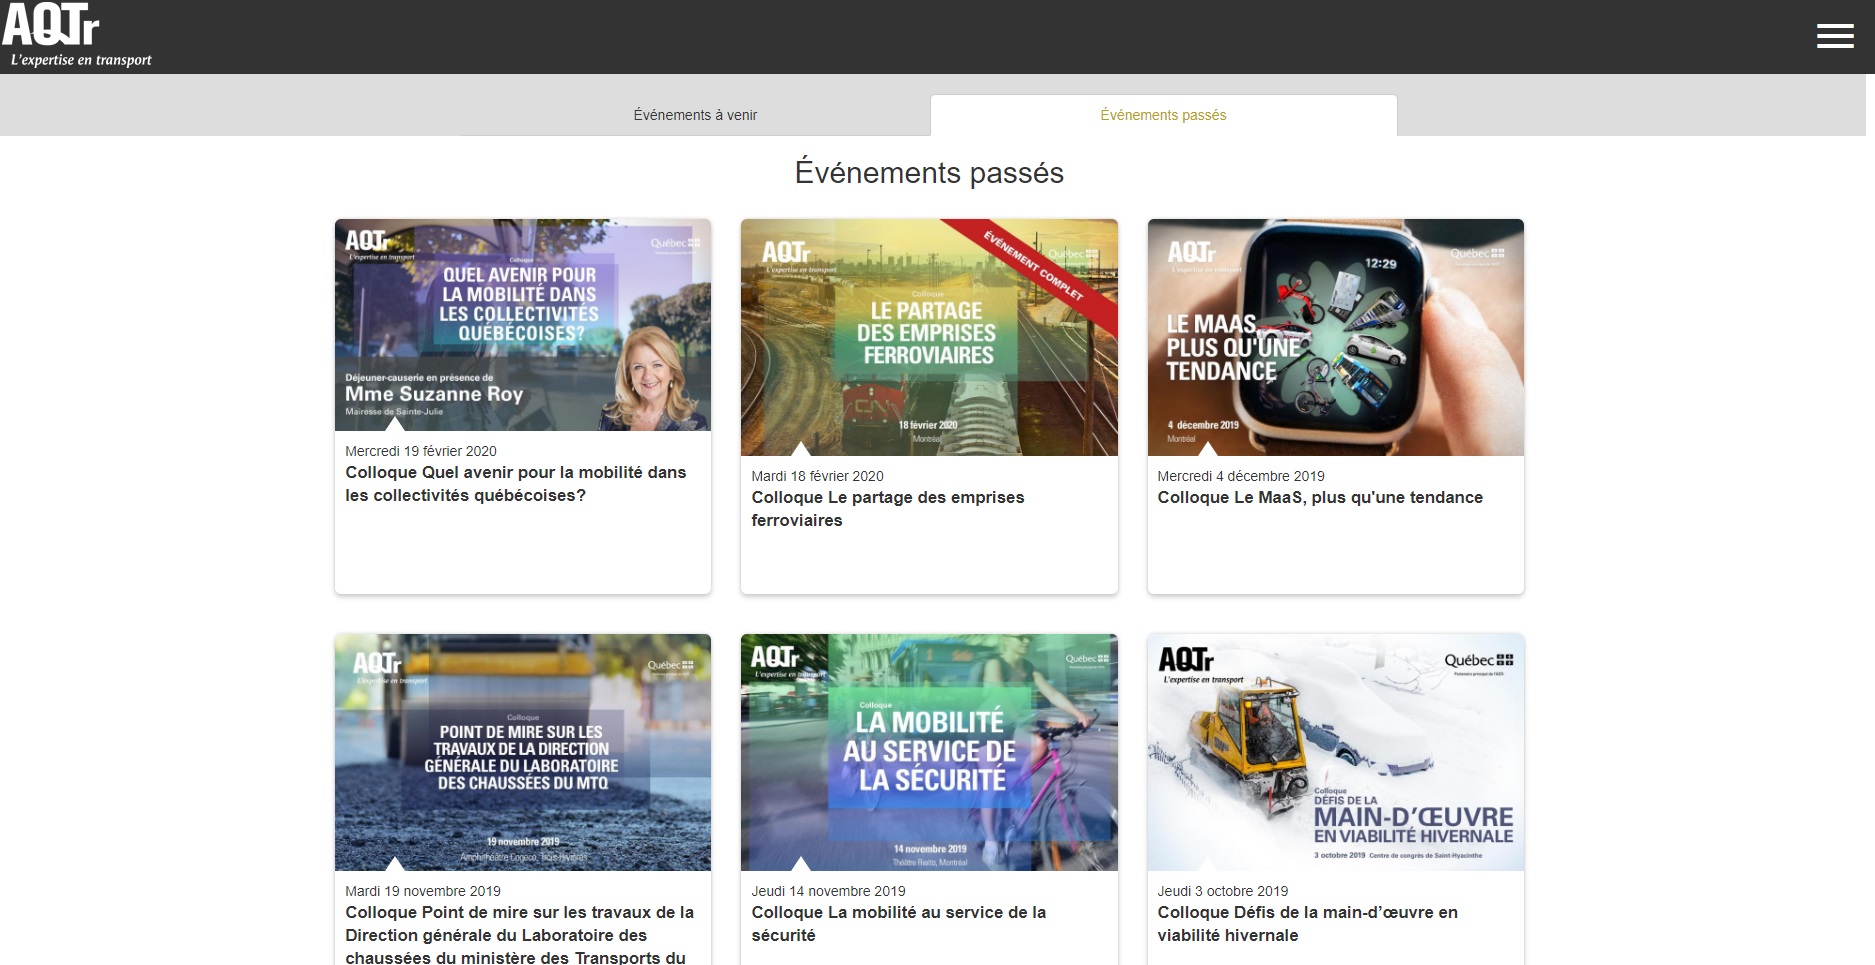 AQTr
L'expertise en transport
Événements à venir
Événements passés
Événements passés
AQTr
L'expertise en transport
Québec
Colloque
QUEL AVENIR POUR
LA MOBILITÉ DANS
LES COLLECTIVITÉS
QUÉBÉCOISES?
Déjeuner-causerie en présence de
Mme Suzanne Roy
Mairesse de Sainte-Julie
Mercredi 19 février 2020
Colloque Quel avenir pour la mobilité dans
les collectivités québécoises?
AQTr
L'expertise en transport
Québec
ÉVÉNEMENT COMPLET
Colloque
LE PARTAGE
DES EMPRISES
FERROVIAIRES
CN
18 février 2020
Montréal
Mardi 18 février 2020
Colloque Le partage des emprises
ferroviaires
AQTr
L'expertise en transport
Québec
12:29
LE MAAS,
PLUS QU'UNE
TENDANCE
4 décembre 2019
Montréal
Mercredi 4 décembre 2019
Colloque Le MaaS, plus qu'une tendance
AQTr
L'expertise en transport
Québec
Colloque
POINT DE MIRE SUR LES
TRAVAUX DE LA DIRECTION
GÉNÉRALE DU LABORATOIRE
DES CHAUSSÉES DU MTQ
19 novembre 2019
Amphithéâtre Cogeco, Trois-Rivières
Mardi 19 novembre 2019
Colloque Point de mire sur les travaux de la
Direction générale du Laboratoire des
chaussées du ministère des Transports du
AQTr
L'expertise en transport
Québec
Colloque
LA MOBILITÉ
AU SERVICE DE
LA SÉCURITÉ
14 novembre 2019
Théâtre Rialto, Montréal
Jeudi 14 novembre 2019
Colloque La mobilité au service de la
sécurité
AQTr
L'expertise en transport
Québec
Partenaire principal de l'AQTr
Colloque
DÉFIS DE LA
MAIN-D'ŒUVRE
EN VIABILITÉ HIVERNALE
3 octobre 2019 Centre de congrès de Saint-Hyacinthe
Jeudi 3 octobre 2019
Colloque Défis de la main-d’œuvre en
viabilité hivernale